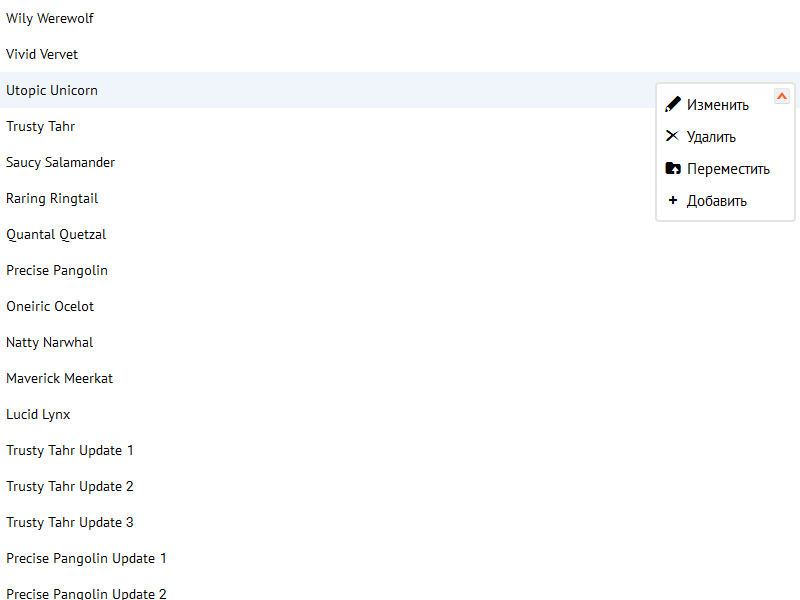 Wily Werewolf
Vivid Vervet
Utopic Unicorn
Trusty Tahr
Saucy Salamander
Raring Ringtail
Quantal Quetzal
Precise Pangolin
Oneiric Ocelot
Natty Narwhal
Maverick Meerkat
Lucid Lynx
Trusty Tahr Update 1
Trusty Tahr Update 2
Trusty Tahr Update 3
Precise Pangolin Update 1
Precise Pangolin Update 2
Изменить
Удалить
Переместить
Добавить